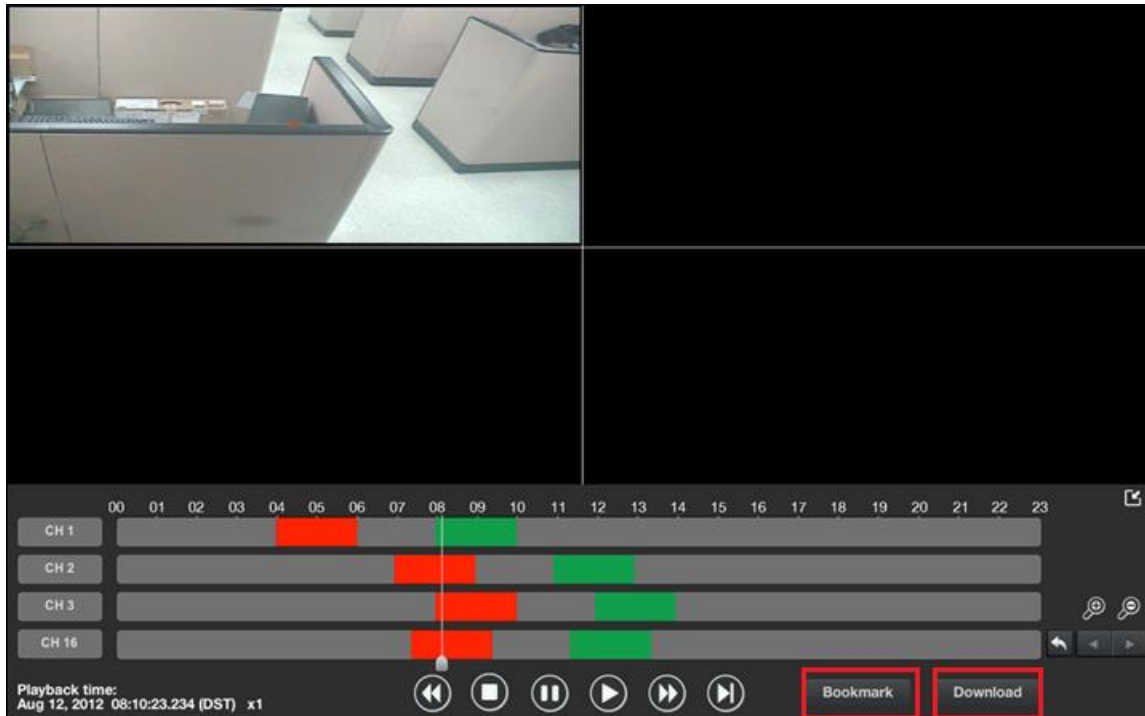 00 01 02 03 04 05 06 07 08 09 10 11 12 13 14 15 16 17 18 19 20 21 22 23
CH 1
CH 2
CH 3
CH 16
Playback time:
Aug 12, 2012 08:10:23.234 (DST) x1
Bookmark
Download